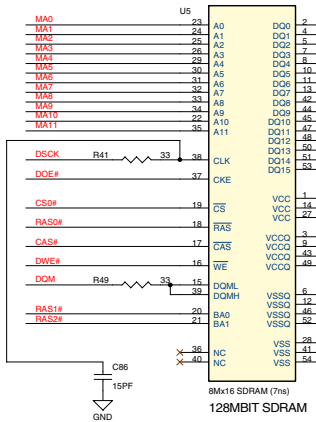 U5
MA0 23 A0 DQ0 2
MA1 24 A1 DQ1 4
MA2 25 A2 DQ2 5
MA3 26 A3 DQ3 7
MA4 29 A4 DQ4 8
MA5 30 A5 DQ5 10
MA6 31 A6 DQ6 11
MA7 32 A7 DQ7 13
MA8 33 A8 DQ8 42
MA9 34 A9 DQ9 44
MA10 22 A10 DQ10 45
MA11 35 A11 DQ11 47
DQ12 48
DQ13 50
DSCK R41 33 38 CLK DQ14 51
DQ15 53
DOE# 37 CKE
VCC 1
CS0# 19 CS VCC 14
VCC 27
RAS0# 18 RAS
VCCQ 3
CAS# 17 CAS VCCQ 9
VCCQ 43
DWE# 16 WE VCCQ 49
DQM R49 33 15 DQML
39 DQMH VSSQ 6
VSSQ 12
RAS1# 20 BA0 VSSQ 46
RAS2# 21 BA1 VSSQ 52
VSS 28
36 NC VSS 41
40 NC VSS 54
C86
15PF
8Mx16 SDRAM (7ns)
128MBIT SDRAM
GND